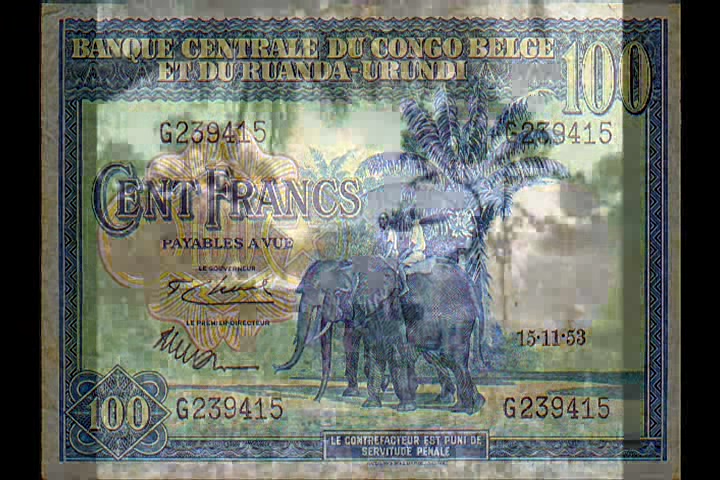 BANQUE CENTRALE DU CONGO BELGE
ET DU RUANDA-URUNDI
100
G239415
G239415
CENT FRANCS
PAYABLES A VUE
LE GOUVERNEUR
LE PREMIER-DIRECTEUR
15·11·53
100
G239415
G239415
LE CONTREFACTEUR EST PUNI DE
SERVITUDE PÉNALE